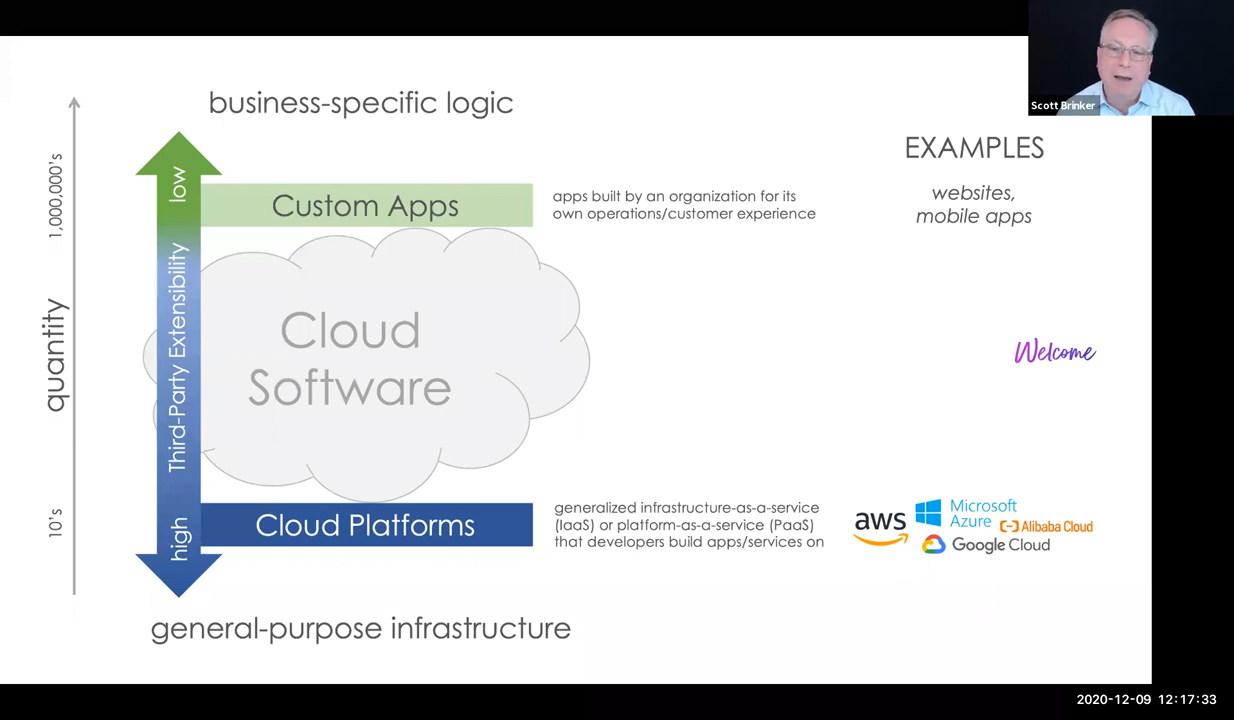 Scott Brinker
business-specific logic
EXAMPLES
1,000,000's
low
Custom Apps
apps built by an organization for its
own operations/customer experience
websites,
mobile apps
quantity
Third-Party Extensibility
Cloud
Software
Welcome
10's
high
Cloud Platforms
generalized infrastructure-as-a-service
(IaaS) or platform-as-a-service (PaaS)
that developers build apps/services on
aws
Microsoft
Azure
Alibaba Cloud
Google Cloud
general-purpose infrastructure
2020-12-09 12:17:33